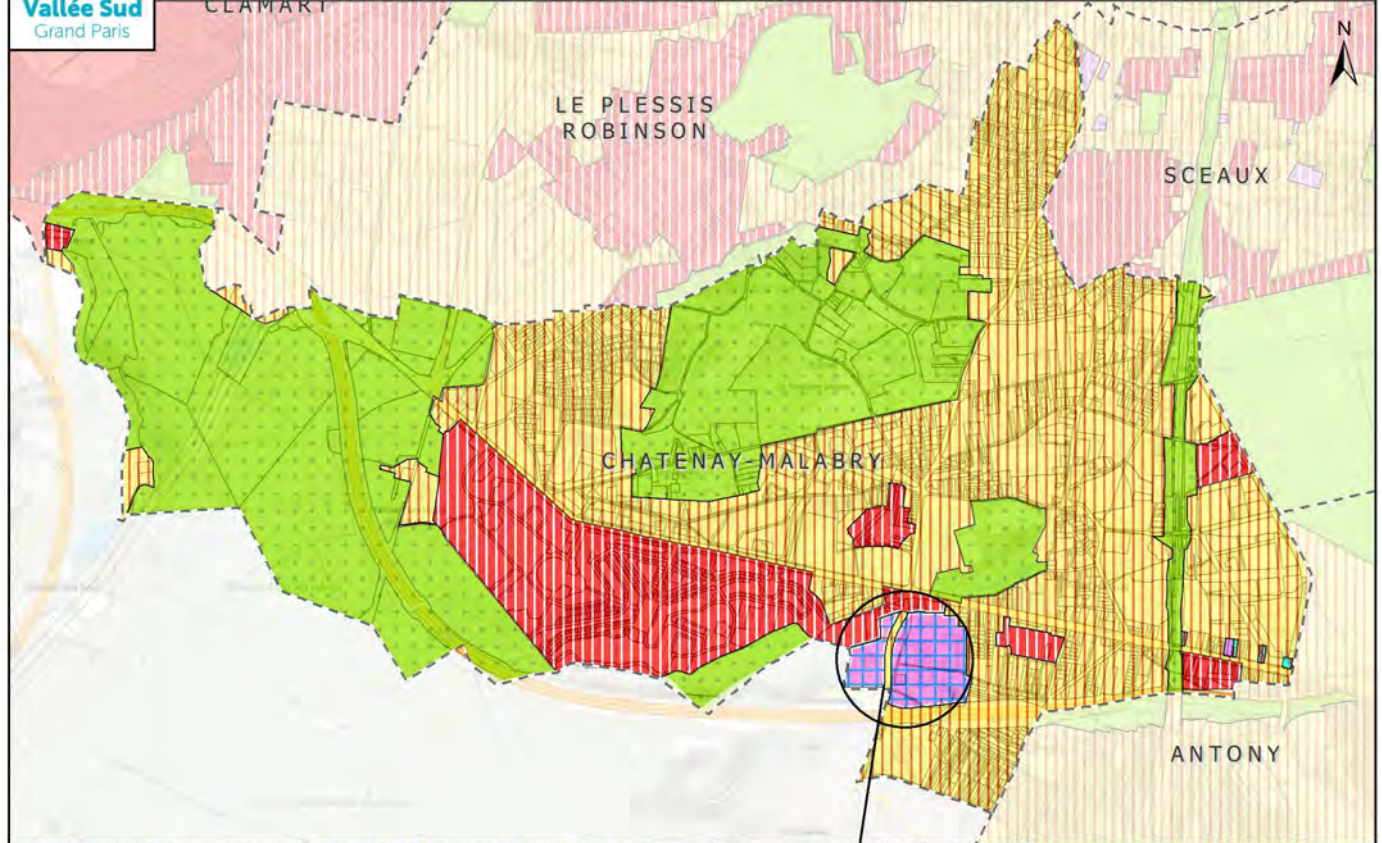 Vallée Sud
Grand Paris
CLAMART
N
LE PLESSIS
ROBINSON
SCEAUX
CHATENAY-MALABRY
ANTONY